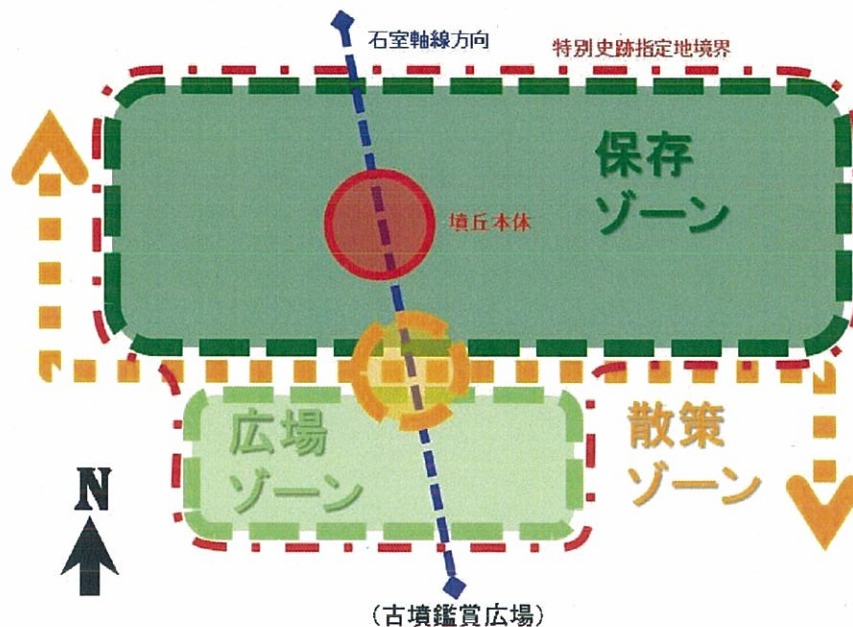 石室軸線方向
特別史跡指定地境界
保存
ゾーン
墳丘本体
広場
ゾーン
散策
ゾーン
N
(古墳鑑賞広場)